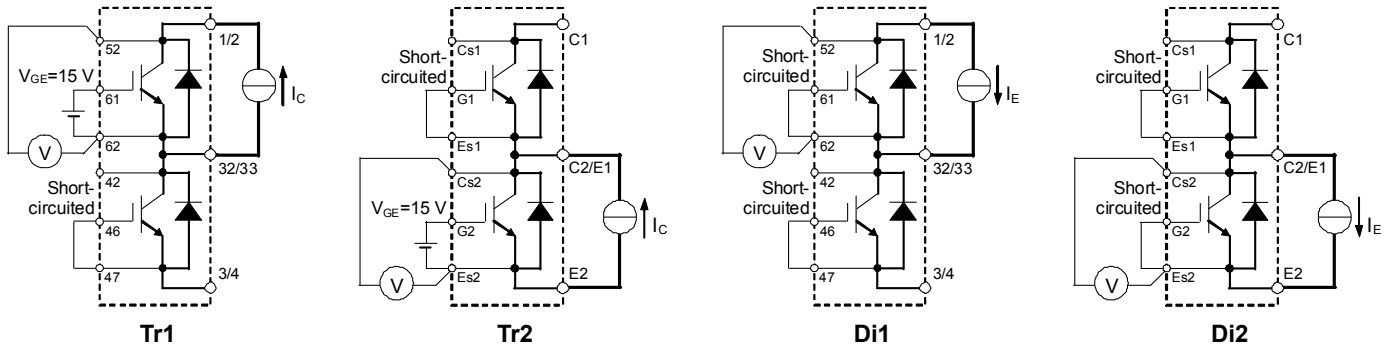 52
1/2
V_GE=15 V
61
I_C
V
62
32/33
42
Short-
circuited
46
47
3/4
Tr1
Cs1
C1
Short-
circuited
G1
Es1
C2/E1
Cs2
V_GE=15 V
G2
I_C
V
Es2
E2
Tr2
52
1/2
Short-
circuited
61
I_E
V
62
32/33
42
Short-
circuited
46
47
3/4
Di1
Cs1
C1
Short-
circuited
G1
Es1
C2/E1
Cs2
Short-
circuited
G2
I_E
V
Es2
E2
Di2